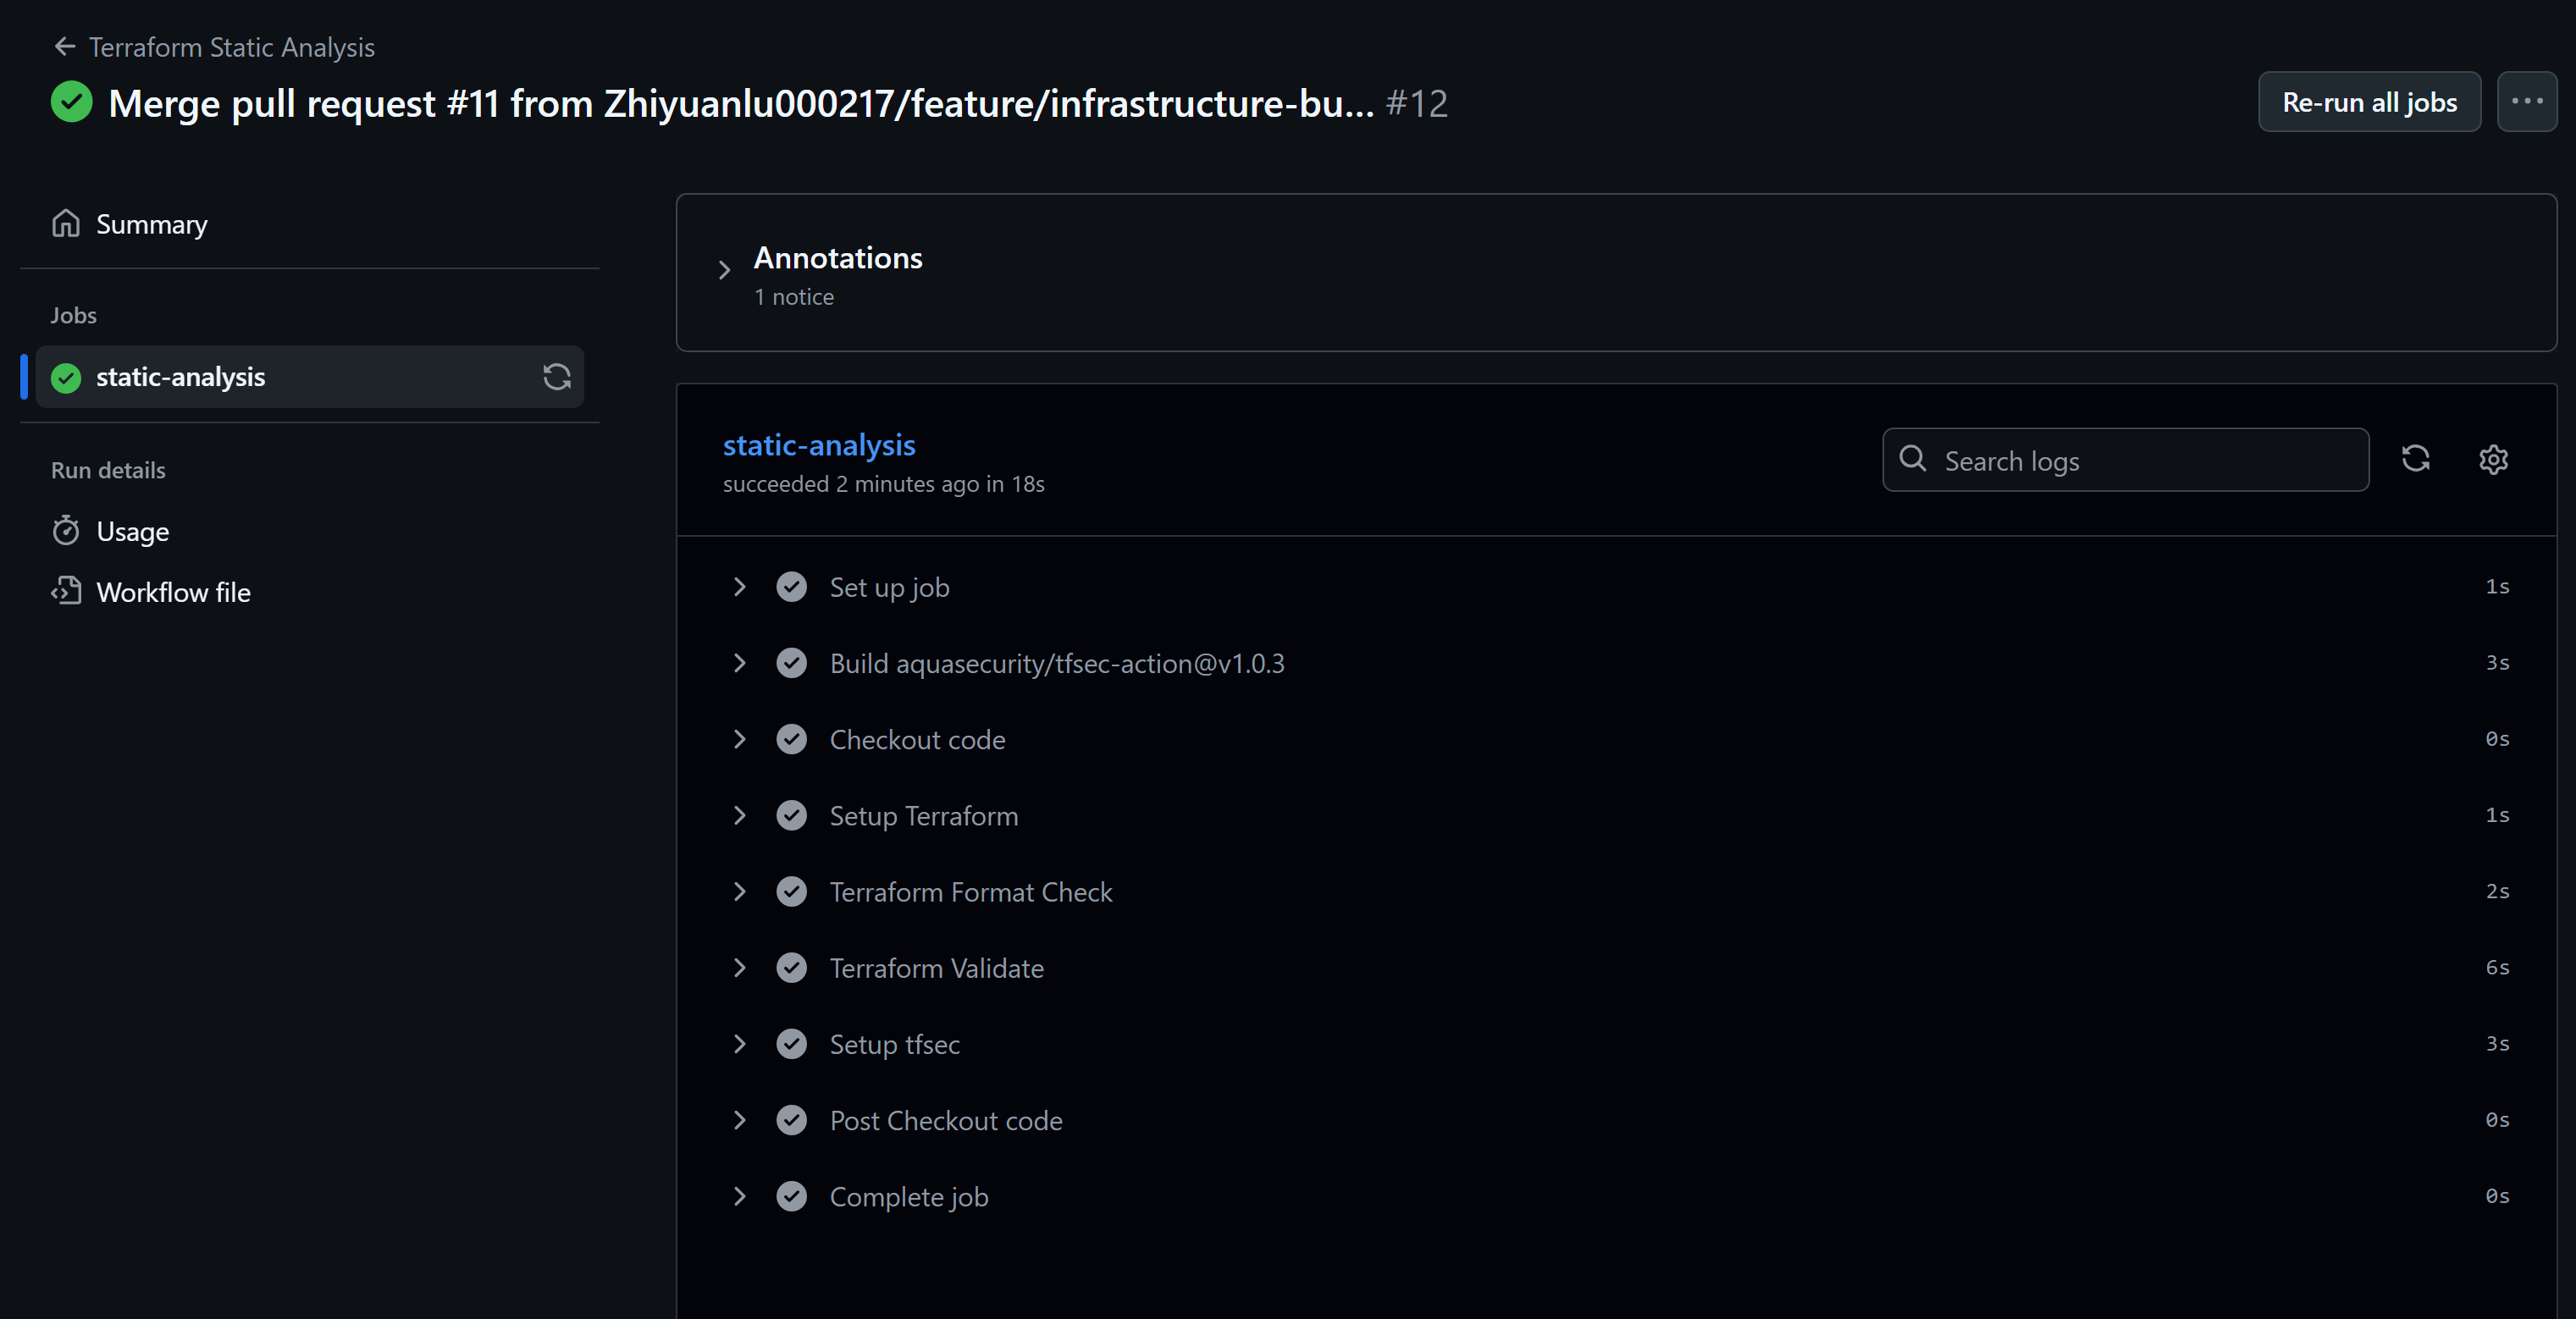 Terraform Static Analysis
Merge pull request #11 from Zhiyuanlu000217/feature/infrastructure-bu... #12
Re-run all jobs
Summary
Jobs
static-analysis
Run details
Usage
Workflow file
Annotations
1 notice
static-analysis
succeeded 2 minutes ago in 18s
Search logs
Set up job 1s
Build aquasecurity/tfsec-action@v1.0.3 3s
Checkout code 0s
Setup Terraform 1s
Terraform Format Check 2s
Terraform Validate 6s
Setup tfsec 3s
Post Checkout code 0s
Complete job 0s